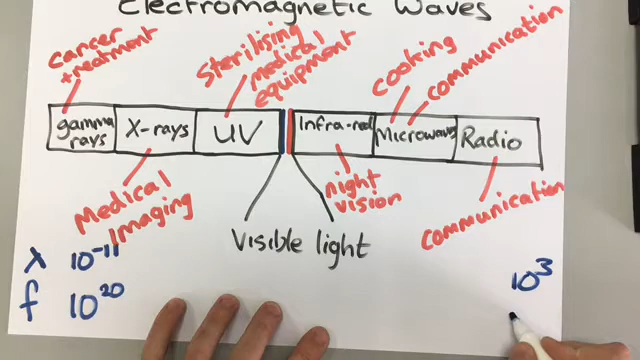 Electromagnetic Waves
cancer
treatment
sterilising
medical
equipment
cooking
communication
gamma
rays
X-rays
UV
Infra-red
Microwaves
Radio
Medical
Imaging
night
vision
communication
Visible light
λ 10⁻¹¹
10³
f 10²⁰